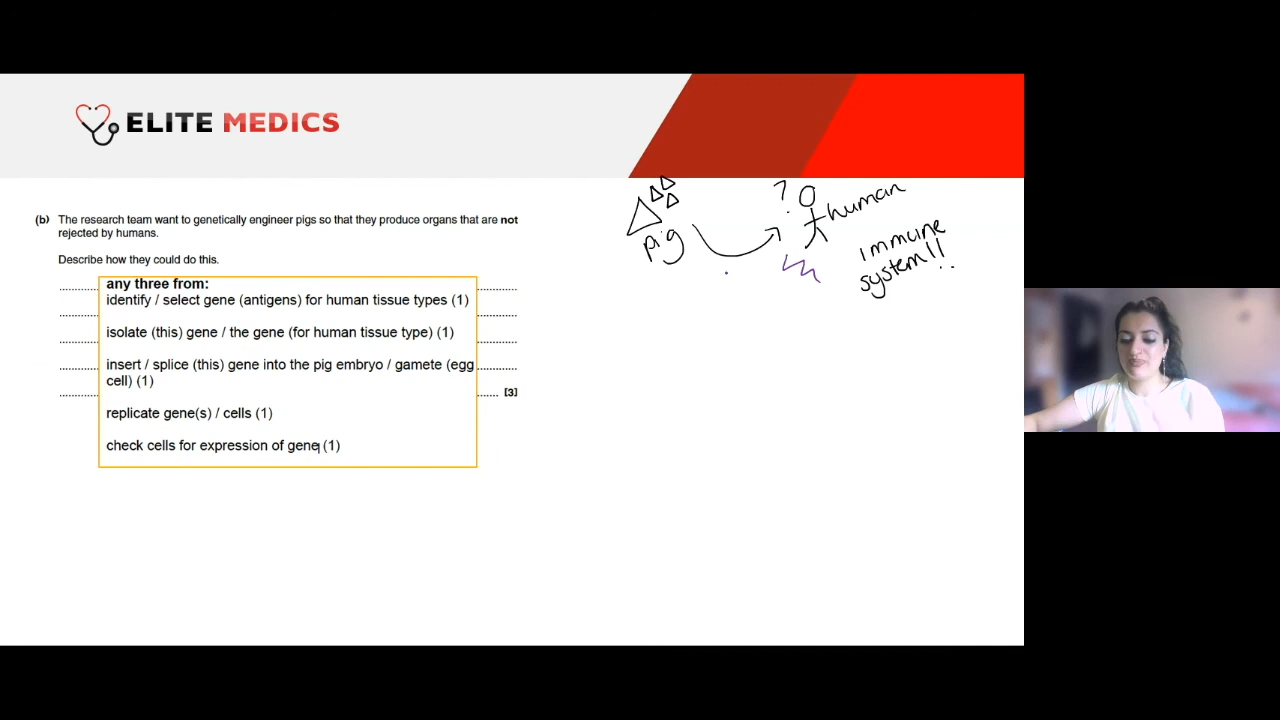 ELITE MEDICS
(b) The research team want to genetically engineer pigs so that they produce organs that are not
rejected by humans.
Describe how they could do this.
any three from:
identify / select gene (antigens) for human tissue types (1)
isolate (this) gene / the gene (for human tissue type) (1)
insert / splice (this) gene into the pig embryo / gamete (egg
cell) (1)
[3]
replicate gene(s) / cells (1)
check cells for expression of gene (1)
pig
?
human
immune
system!!